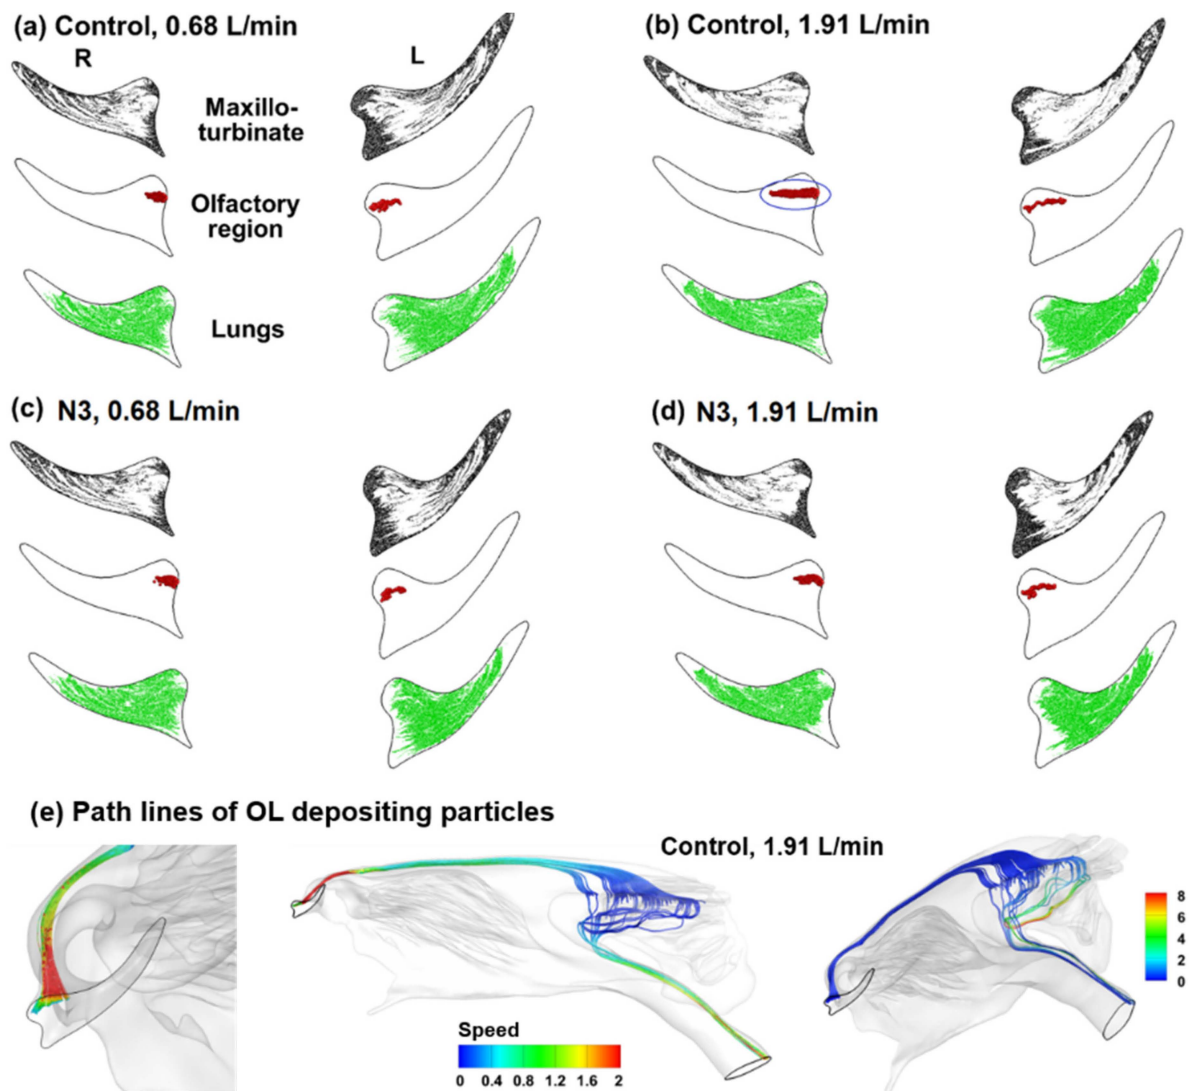 (a) Control, 0.68 L/min
(b) Control, 1.91 L/min
R
L
Maxillo-
turbinate
Olfactory
region
Lungs
(c) N3, 0.68 L/min
(d) N3, 1.91 L/min
(e) Path lines of OL depositing particles
Control, 1.91 L/min
8
6
4
2
0
Speed
0 0.4 0.8 1.2 1.6 2